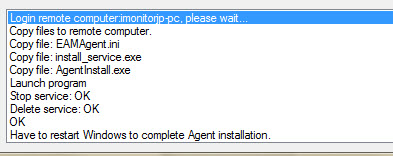 Login remote computer:imonitorjp-pc, please wait...
Copy files to remote computer.
Copy file: EAMAgent.ini
Copy file: install_service.exe
Copy file: AgentInstall.exe
Launch program
Stop service: OK
Delete service: OK
OK
Have to restart Windows to complete Agent installation.